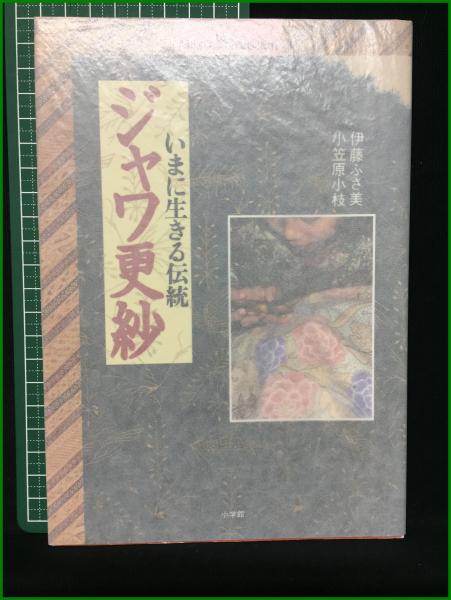 ジャワ更紗
いまに生きる伝統
伊藤ふさ美
小笠原小枝
小学館